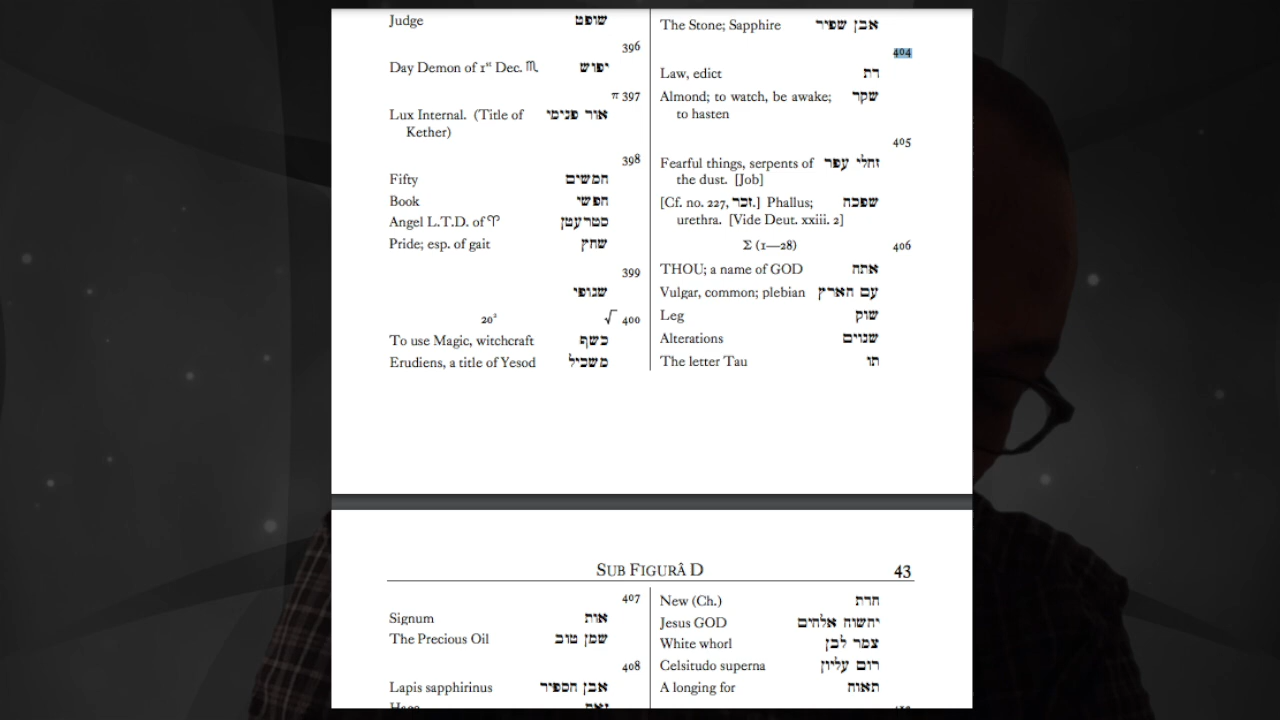 Judge שופט
396
Day Demon of 1st Dec. ♏ יפוש
π 397
Lux Internal. (Title of אור פנימי
Kether)
398
Fifty חמשים
Book חפשי
Angel L.T.D. of ♈ סטרעטן
Pride; esp. of gait שחץ
399
שגופי
20² √ 400
To use Magic, witchcraft כשף
Erudiens, a title of Yesod משכיל
The Stone; Sapphire אבן שפיר
404
Law, edict דת
Almond; to watch, be awake; שקד
to hasten
405
Fearful things, serpents of זחלי עפר
the dust. [Job]
[Cf. no. 227, זכר.] Phallus; שפכה
urethra. [Vide Deut. xxiii. 2]
Σ (1—28) 406
THOU; a name of GOD אתה
Vulgar, common; plebian עם הארץ
Leg שוק
Alterations שנוים
The letter Tau תו
SUB FIGURÂ D 43
407
Signum אות
The Precious Oil שמן טוב
408
Lapis sapphirinus אבן הספיר
New (Ch.) חדת
Jesus GOD יהשוה אלהים
White whorl צמר לבן
Celsitudo superna רום עליון
A longing for תאוה